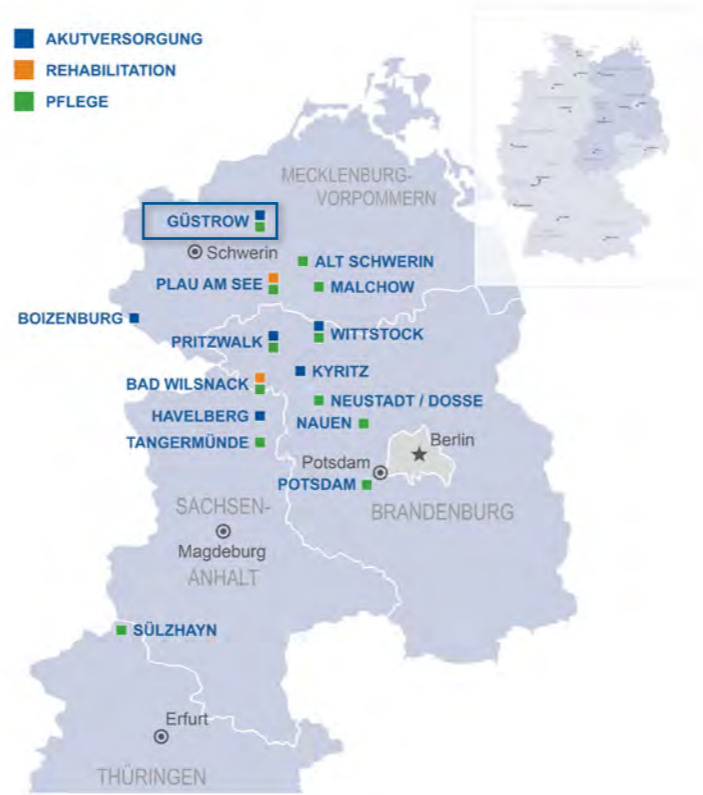 AKUTVERSORGUNG
REHABILITATION
PFLEGE
MECKLENBURG-
VORPOMMERN
GÜSTROW
Schwerin
ALT SCHWERIN
PLAU AM SEE
MALCHOW
BOIZENBURG
WITTSTOCK
PRITZWALK
KYRITZ
BAD WILSNACK
NEUSTADT / DOSSE
HAVELBERG
NAUEN
TANGERMÜNDE
Berlin
Potsdam
POTSDAM
SACHSEN-
BRANDENBURG
Magdeburg
ANHALT
SÜLZHAYN
Erfurt
THÜRINGEN